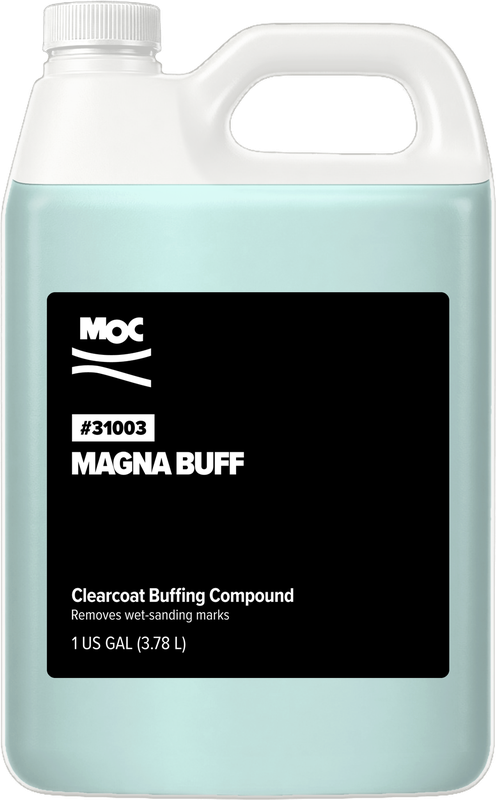 MOC
#31003
MAGNA BUFF
Clearcoat Buffing Compound
Removes wet-sanding marks
1 US GAL (3.78 L)